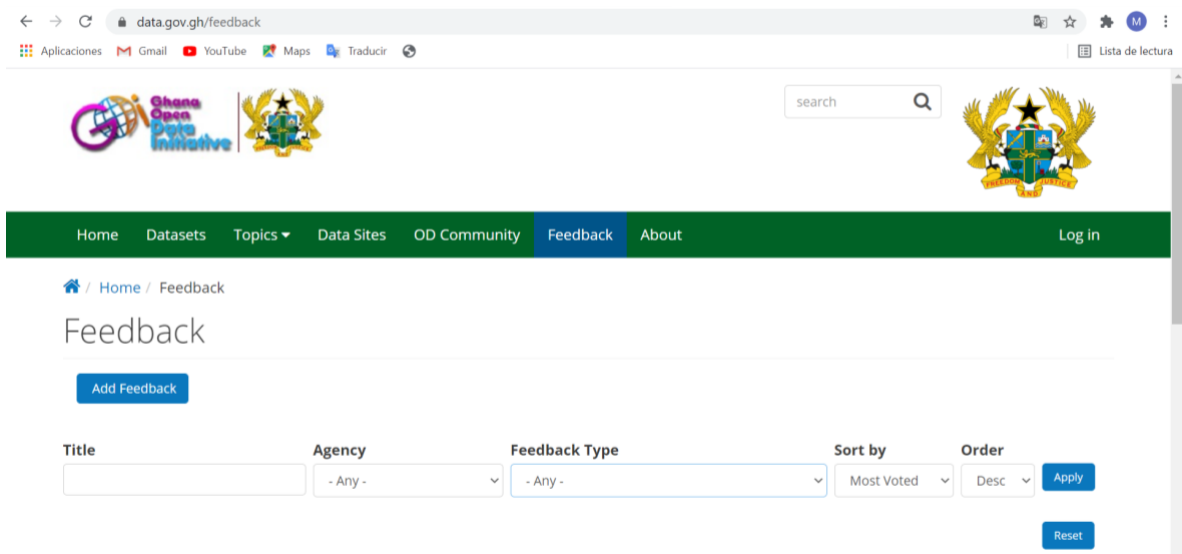 data.gov.gh/feedback
M
Aplicaciones Gmail YouTube Maps Traducir
Lista de lectura
Ghana
Open
Data
Initiative
search
FREEDOM AND JUSTICE
Home Datasets Topics Data Sites OD Community Feedback About Log in
/ Home / Feedback
Feedback
Add Feedback
Title Agency Feedback Type Sort by Order
- Any - - Any - Most Voted Desc Apply
Reset